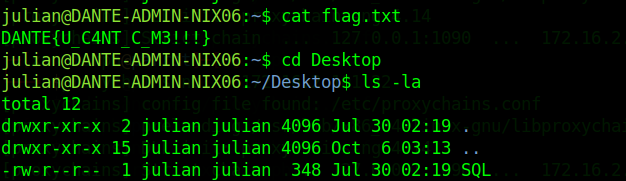 julian@DANTE-ADMIN-NIX06:~$ cat flag.txt
DANTE{U_C4NT_C_M3!!!}
julian@DANTE-ADMIN-NIX06:~$ cd Desktop
julian@DANTE-ADMIN-NIX06:~/Desktop$ ls -la
total 12
drwxr-xr-x  2 julian julian 4096 Jul 30 02:19 .
drwxr-xr-x 15 julian julian 4096 Oct  6 03:13 ..
-rw-r--r--  1 julian julian  348 Jul 30 02:19 SQL